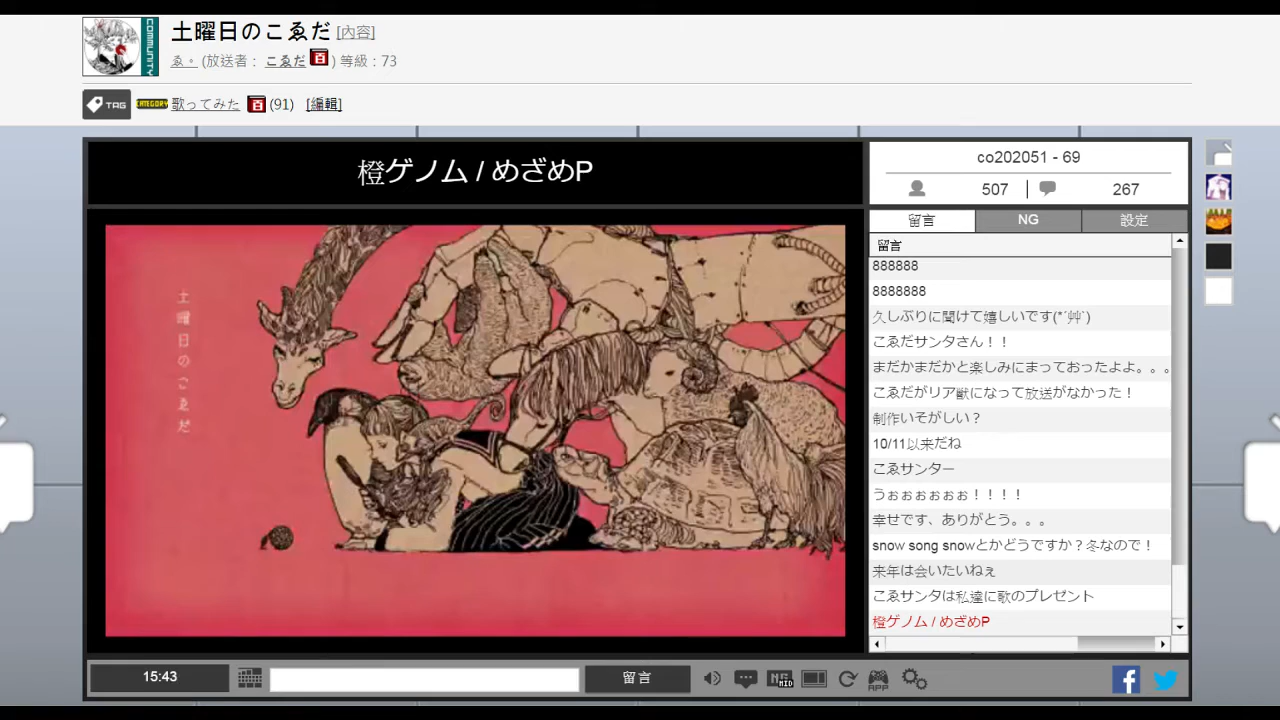 COMMUNITY
土曜日のこゑだ [內容]
ゑ。 (放送者： こゑだ 百 ) 等級：73
TAG CATEGORY 歌ってみた 百 (91) [編輯]
橙ゲノム / めざめP
土曜日のこゑだ
co202051 - 69
507 | 267
留言 NG 設定
留言
888888
8888888
久しぶりに聞けて嬉しいです(*´艸`)
こゑだサンタさん！！
まだかまだかと楽しみにまっておったよよ。。。
こゑだがリア獣になって放送がなかった！
制作いそがしい？
10/11以来だね
こゑサンター
うぉぉぉぉぉぉ！！！！
幸せです、ありがとう。。。
snow song snowとかどうですか？冬なので！
来年は会いたいねぇ
こゑサンタは私達に歌のプレゼント
橙ゲノム / めざめP
15:43 留言 NG MID APP